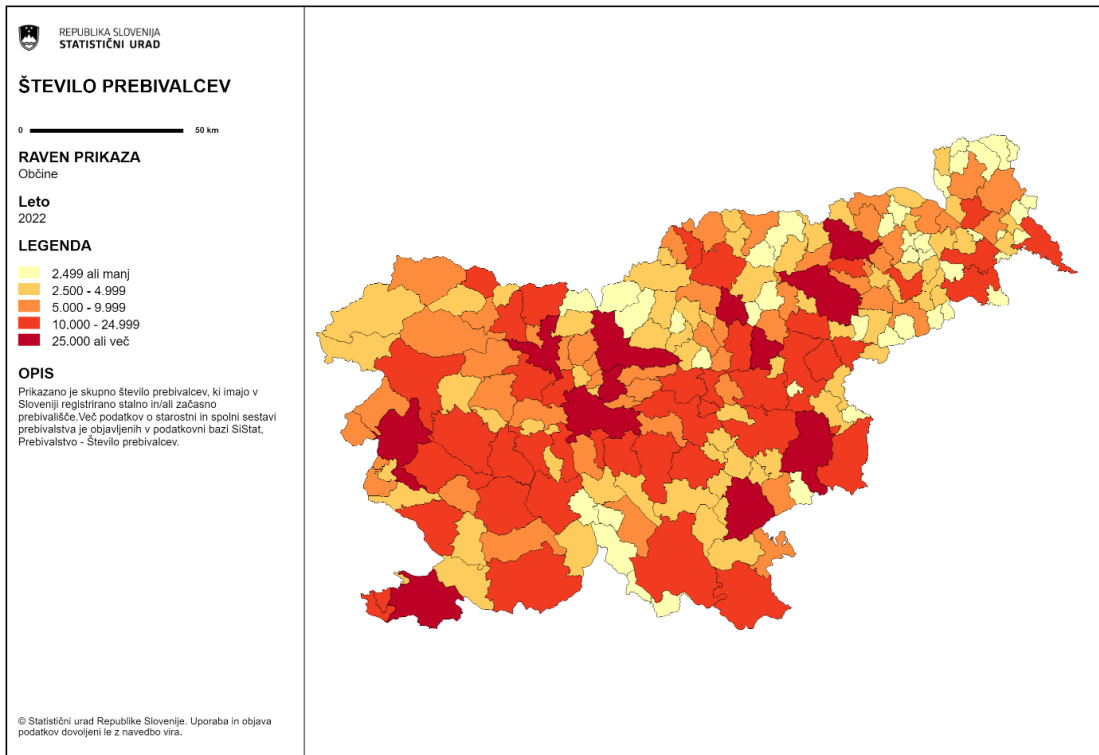 REPUBLIKA SLOVENIJA
STATISTIČNI URAD
ŠTEVILO PREBIVALCEV
0 50 km
RAVEN PRIKAZA
Občine
Leto
2022
LEGENDA
2.499 ali manj
2.500 - 4.999
5.000 - 9.999
10.000 - 24.999
25.000 ali več
OPIS
Prikazano je skupno število prebivalcev, ki imajo v
Sloveniji registrirano stalno in/ali začasno
prebivališče.Več podatkov o starostni in spolni sestavi
prebivalstva je objavljenih v podatkovni bazi SiStat,
Prebivalstvo - Število prebivalcev.
© Statistični urad Republike Slovenije. Uporaba in objava
podatkov dovoljeni le z navedbo vira.